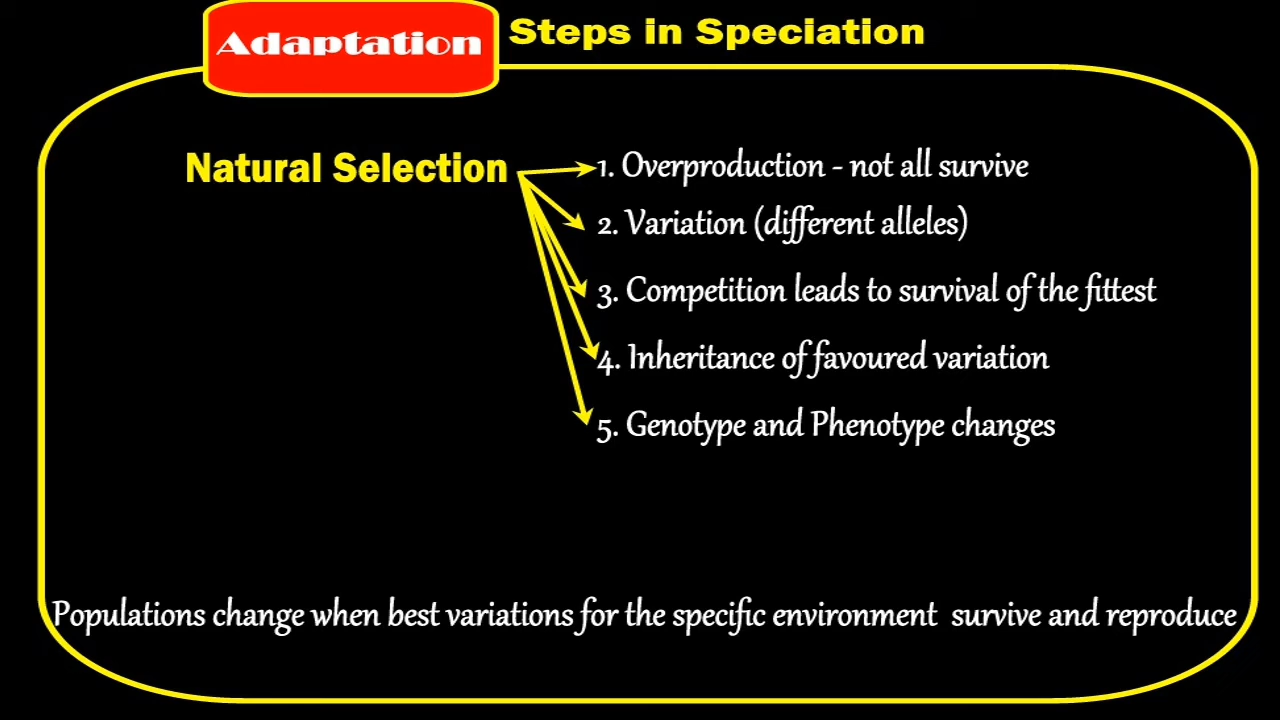 Adaptation
Steps in Speciation
Natural Selection
1. Overproduction - not all survive
2. Variation (different alleles)
3. Competition leads to survival of the fittest
4. Inheritance of favoured variation
5. Genotype and Phenotype changes
Populations change when best variations for the specific environment survive and reproduce